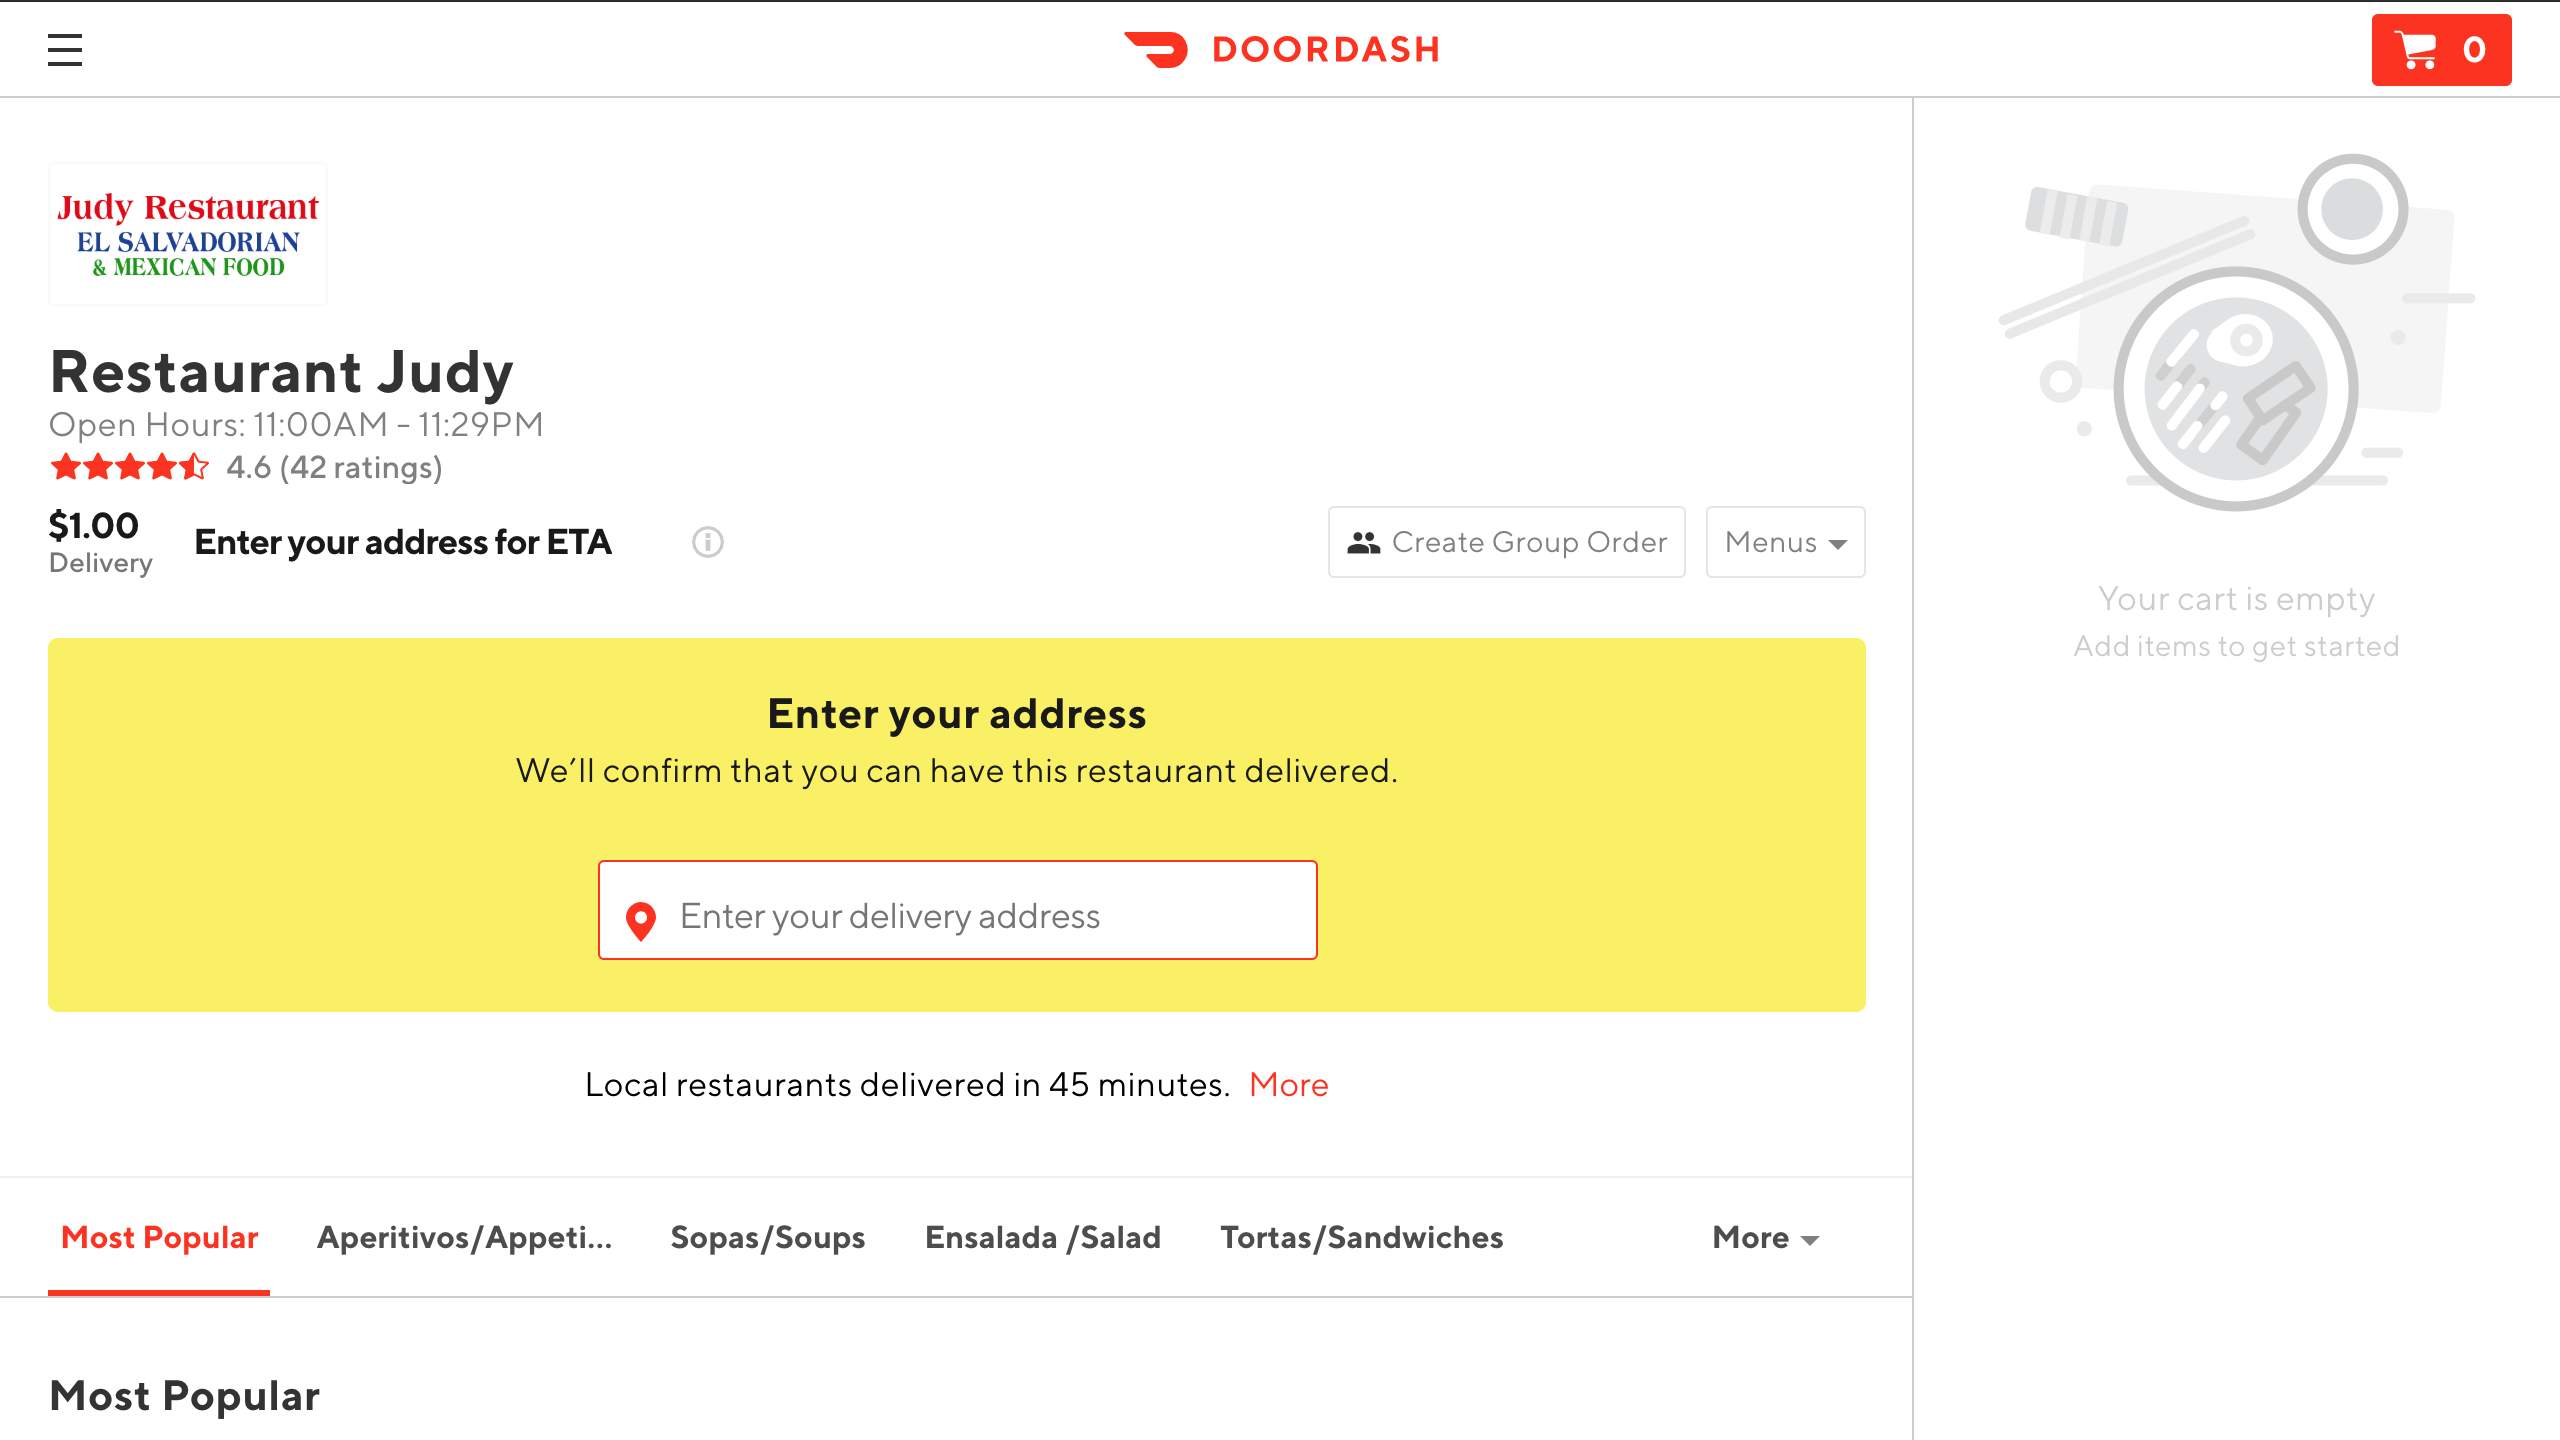 DOORDASH
0
Judy Restaurant
EL SALVADORIAN
& MEXICAN FOOD
Restaurant Judy
Open Hours: 11:00AM - 11:29PM
4.6 (42 ratings)
$1.00
Delivery
Enter your address for ETA
Create Group Order
Menus
Your cart is empty
Add items to get started
Enter your address
We'll confirm that you can have this restaurant delivered.
Enter your delivery address
Local restaurants delivered in 45 minutes. More
Most Popular
Aperitivos/Appeti...
Sopas/Soups
Ensalada /Salad
Tortas/Sandwiches
More
Most Popular